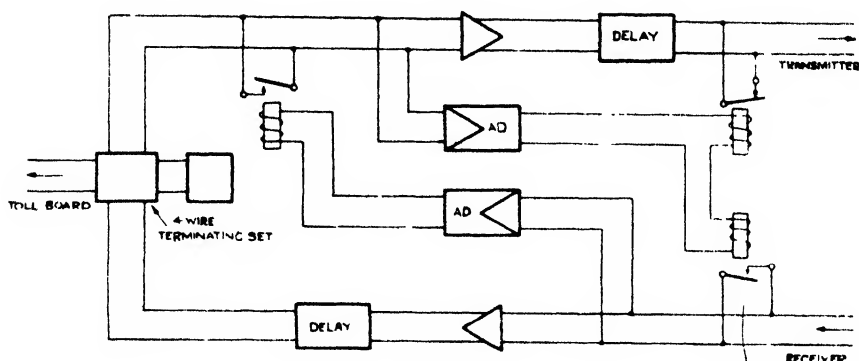 DELAY
TRANSMITTER
AD
AD
TOLL BOARD
4-WIRE
TERMINATING SET
DELAY
RECEIVER